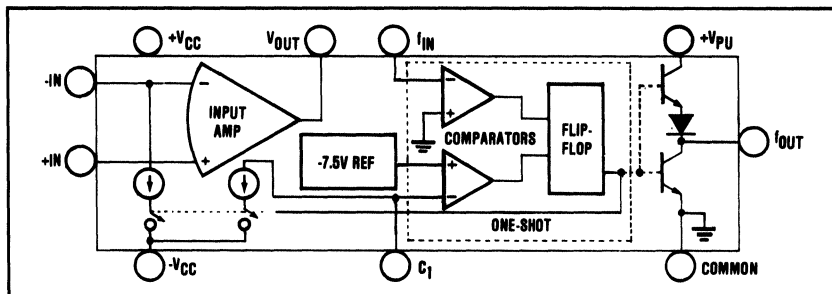 +VCC
VOUT
fIN
+VPU
-IN
−
INPUT
AMP
+
+IN
−
+
COMPARATORS
FLIP-
FLOP
fOUT
-7.5V REF
+
−
ONE-SHOT
-VCC
C1
COMMON